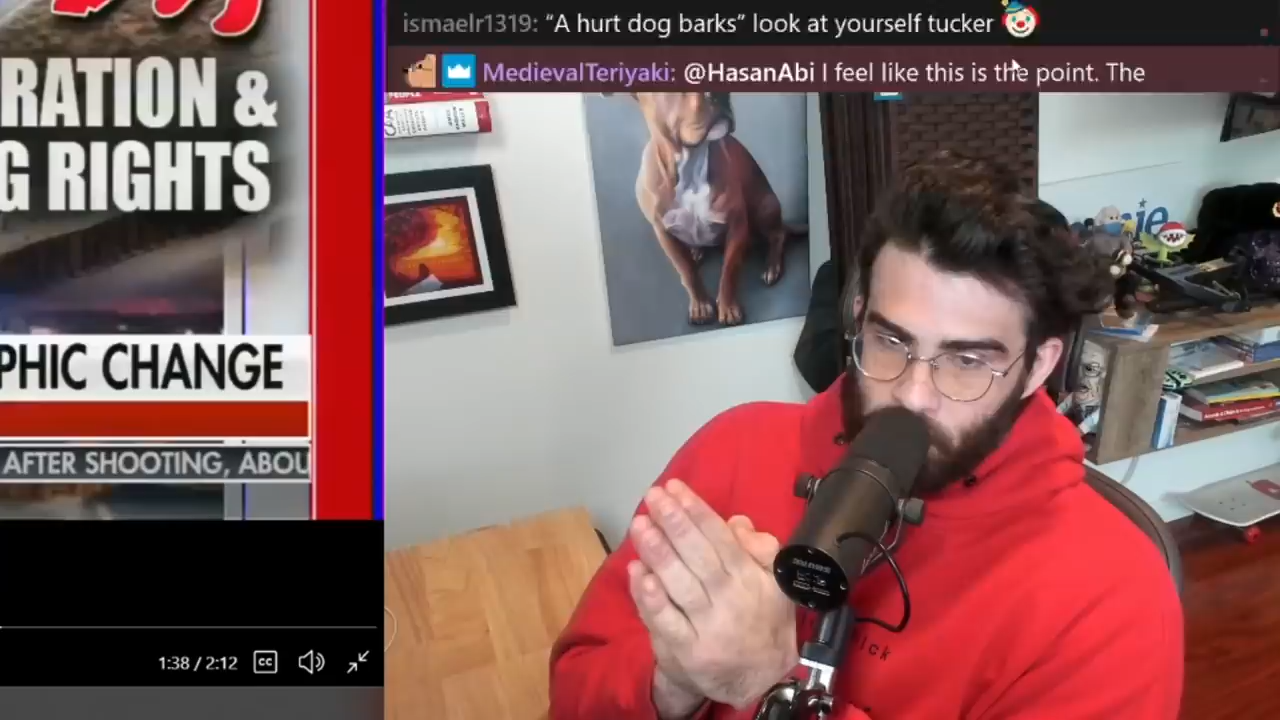 ismaelr1319: “A hurt dog barks” look at yourself tucker
MedievalTeriyaki: @HasanAbi I feel like this is the point. The
RATION &
G RIGHTS
PHIC CHANGE
AFTER SHOOTING, ABOU
1:38 / 2:12
CC